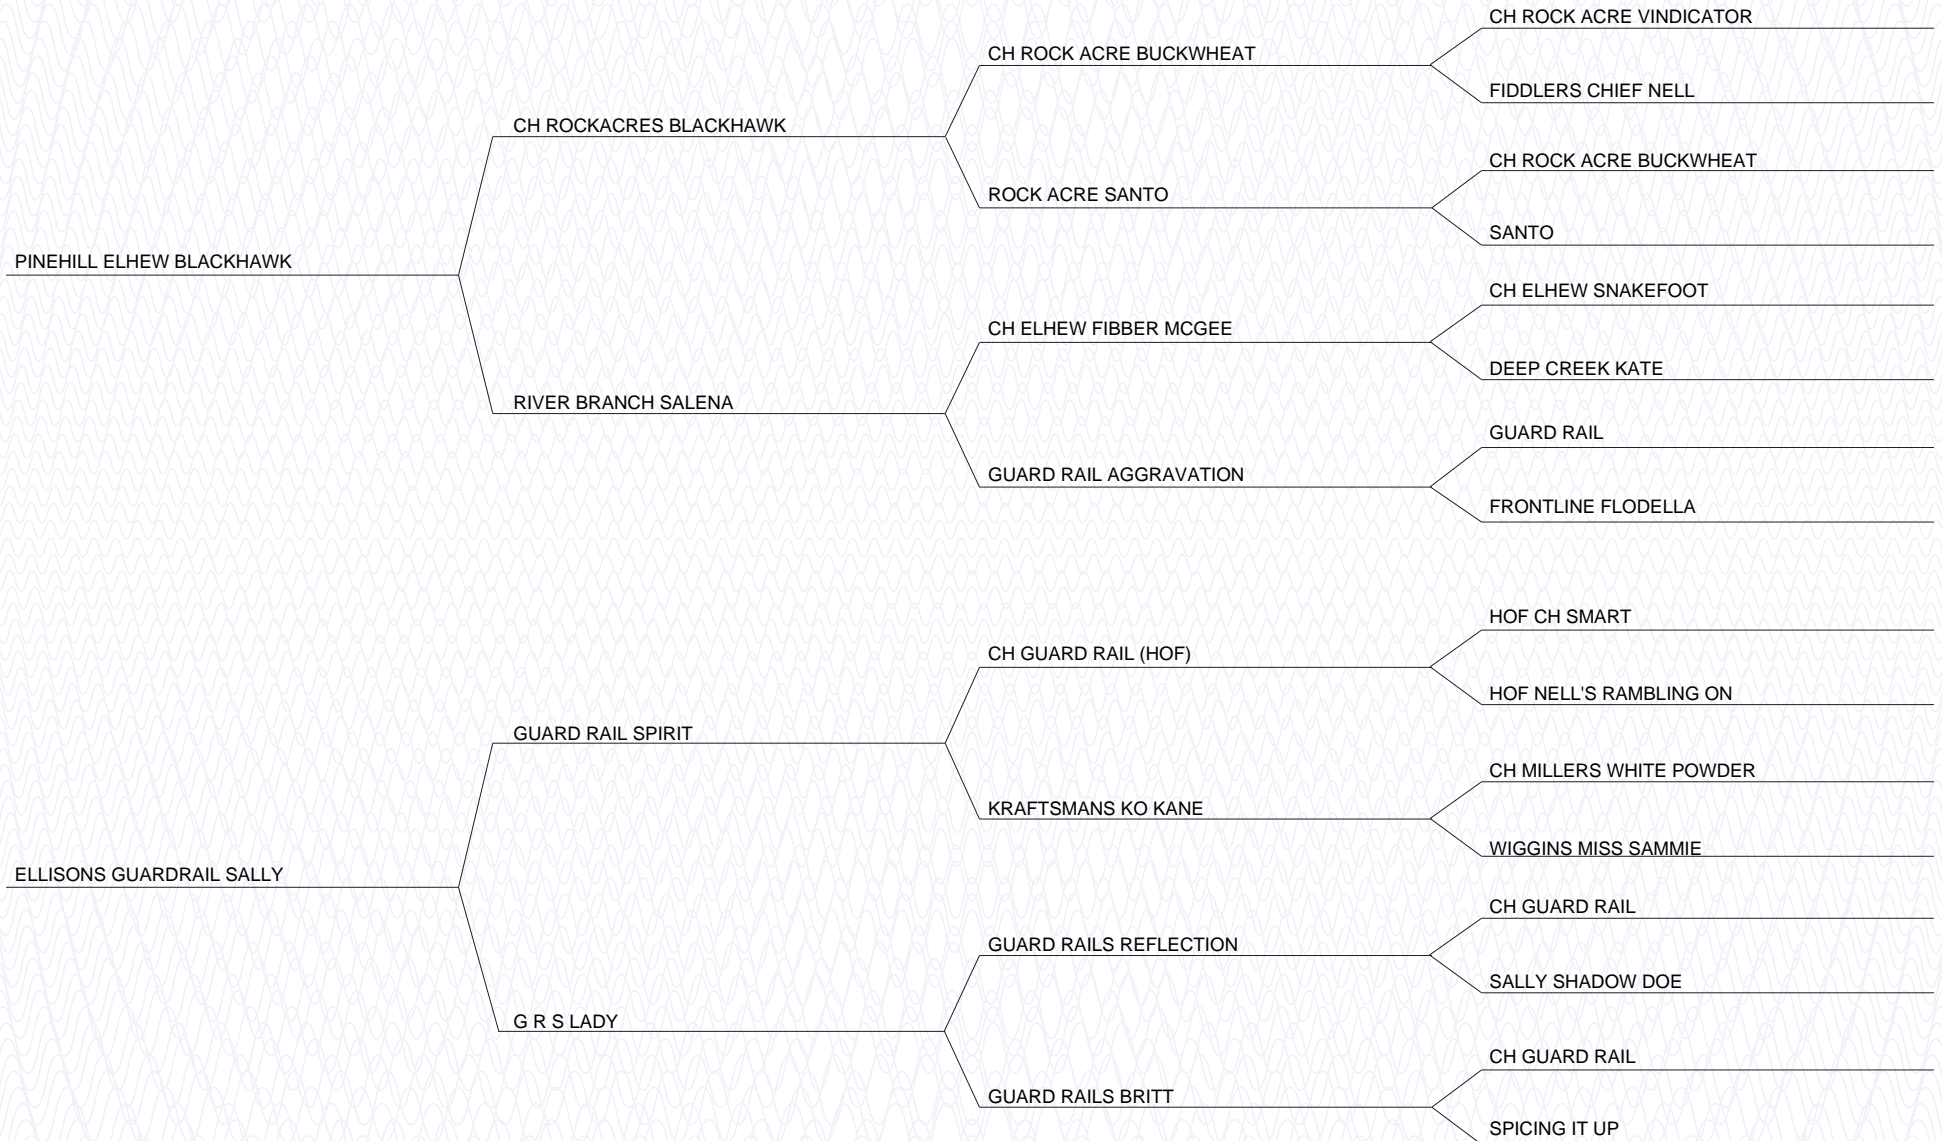 CH ROCK ACRE VINDICATOR
CH ROCK ACRE BUCKWHEAT
FIDDLERS CHIEF NELL
CH ROCKACRES BLACKHAWK
CH ROCK ACRE BUCKWHEAT
ROCK ACRE SANTO
SANTO
PINEHILL ELHEW BLACKHAWK
CH ELHEW SNAKEFOOT
CH ELHEW FIBBER MCGEE
DEEP CREEK KATE
RIVER BRANCH SALENA
GUARD RAIL
GUARD RAIL AGGRAVATION
FRONTLINE FLODELLA
HOF CH SMART
CH GUARD RAIL (HOF)
HOF NELL'S RAMBLING ON
GUARD RAIL SPIRIT
CH MILLERS WHITE POWDER
KRAFTSMANS KO KANE
WIGGINS MISS SAMMIE
ELLISONS GUARDRAIL SALLY
CH GUARD RAIL
GUARD RAILS REFLECTION
SALLY SHADOW DOE
G R S LADY
CH GUARD RAIL
GUARD RAILS BRITT
SPICING IT UP